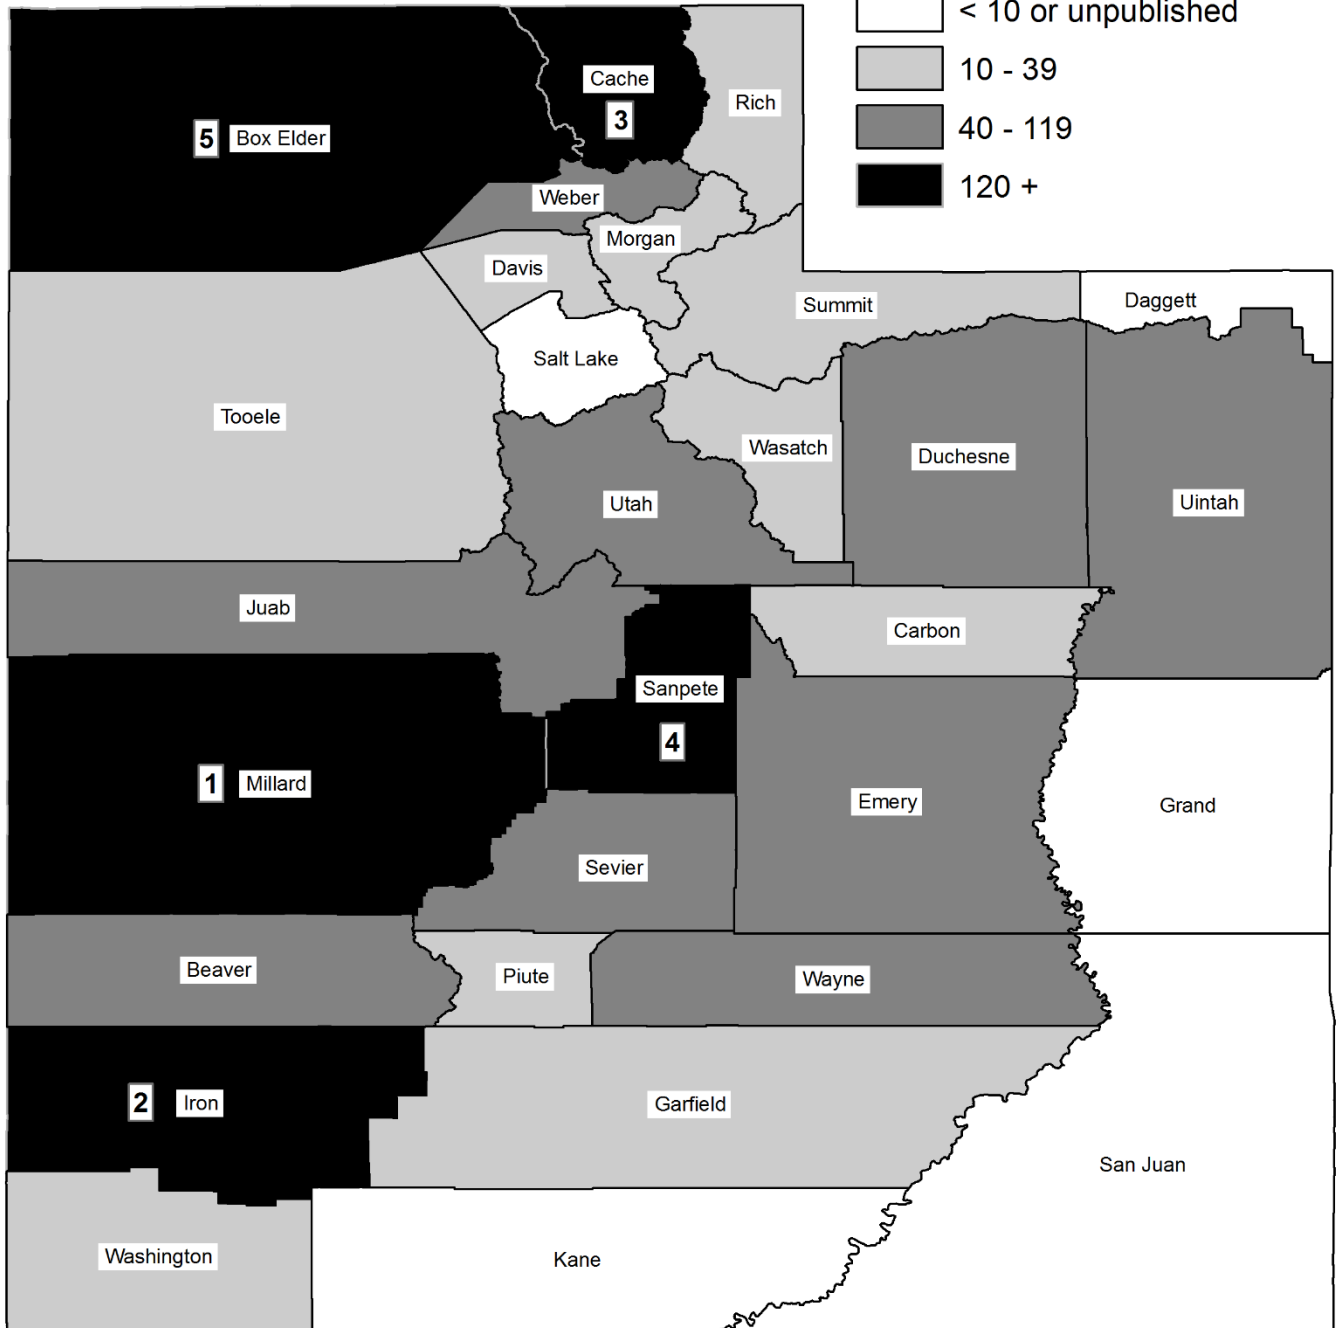 < 10 or unpublished
10 - 39
40 - 119
120 +
Cache
3
Rich
5 Box Elder
Weber
Morgan
Davis
Summit
Daggett
Salt Lake
Tooele
Wasatch
Duchesne
Utah
Uintah
Juab
Carbon
Sanpete
4
1 Millard
Emery
Grand
Sevier
Beaver
Piute
Wayne
2 Iron
Garfield
San Juan
Washington
Kane